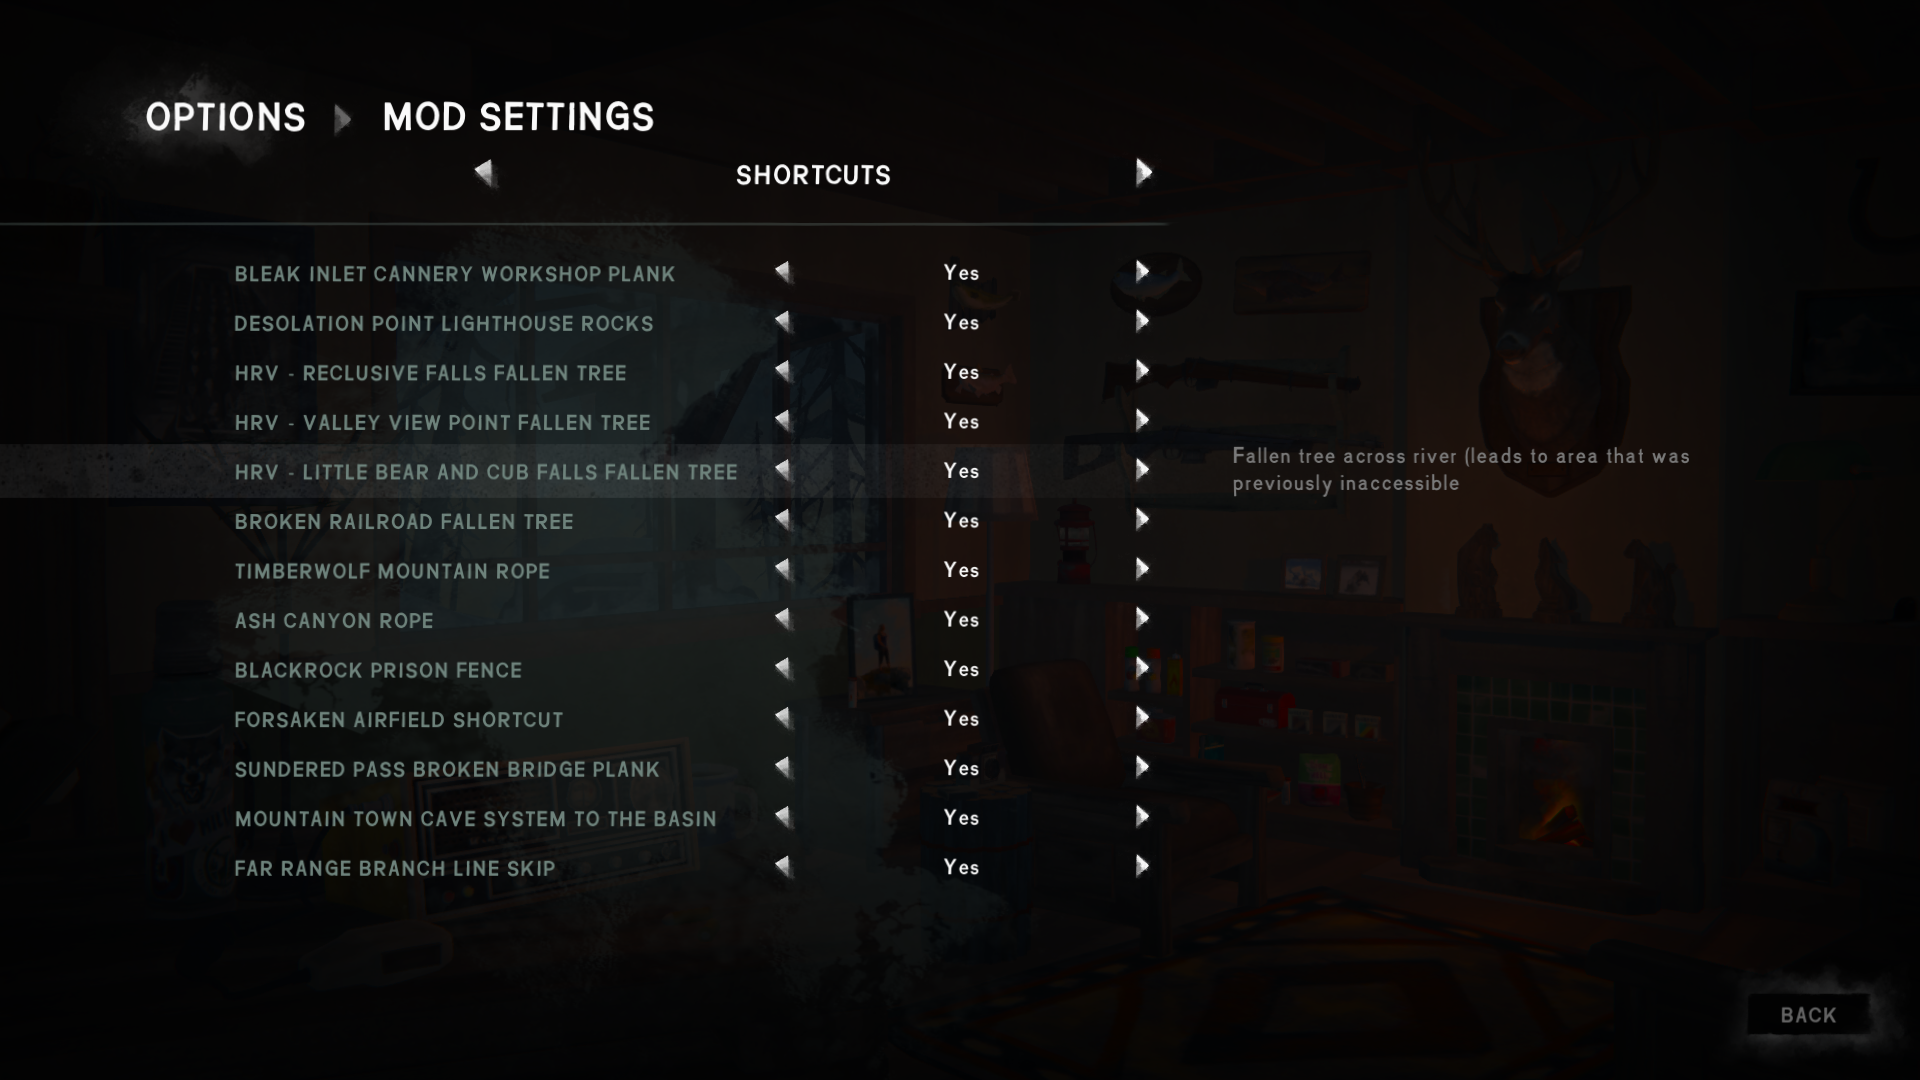 OPTIONS MOD SETTINGS
SHORTCUTS
BLEAK INLET CANNERY WORKSHOP PLANK Yes
DESOLATION POINT LIGHTHOUSE ROCKS Yes
HRV - RECLUSIVE FALLS FALLEN TREE Yes
HRV - VALLEY VIEW POINT FALLEN TREE Yes
HRV - LITTLE BEAR AND CUB FALLS FALLEN TREE Yes
Fallen tree across river (leads to area that was
previously inaccessible
BROKEN RAILROAD FALLEN TREE Yes
TIMBERWOLF MOUNTAIN ROPE Yes
ASH CANYON ROPE Yes
BLACKROCK PRISON FENCE Yes
FORSAKEN AIRFIELD SHORTCUT Yes
SUNDERED PASS BROKEN BRIDGE PLANK Yes
MOUNTAIN TOWN CAVE SYSTEM TO THE BASIN Yes
FAR RANGE BRANCH LINE SKIP Yes
BACK